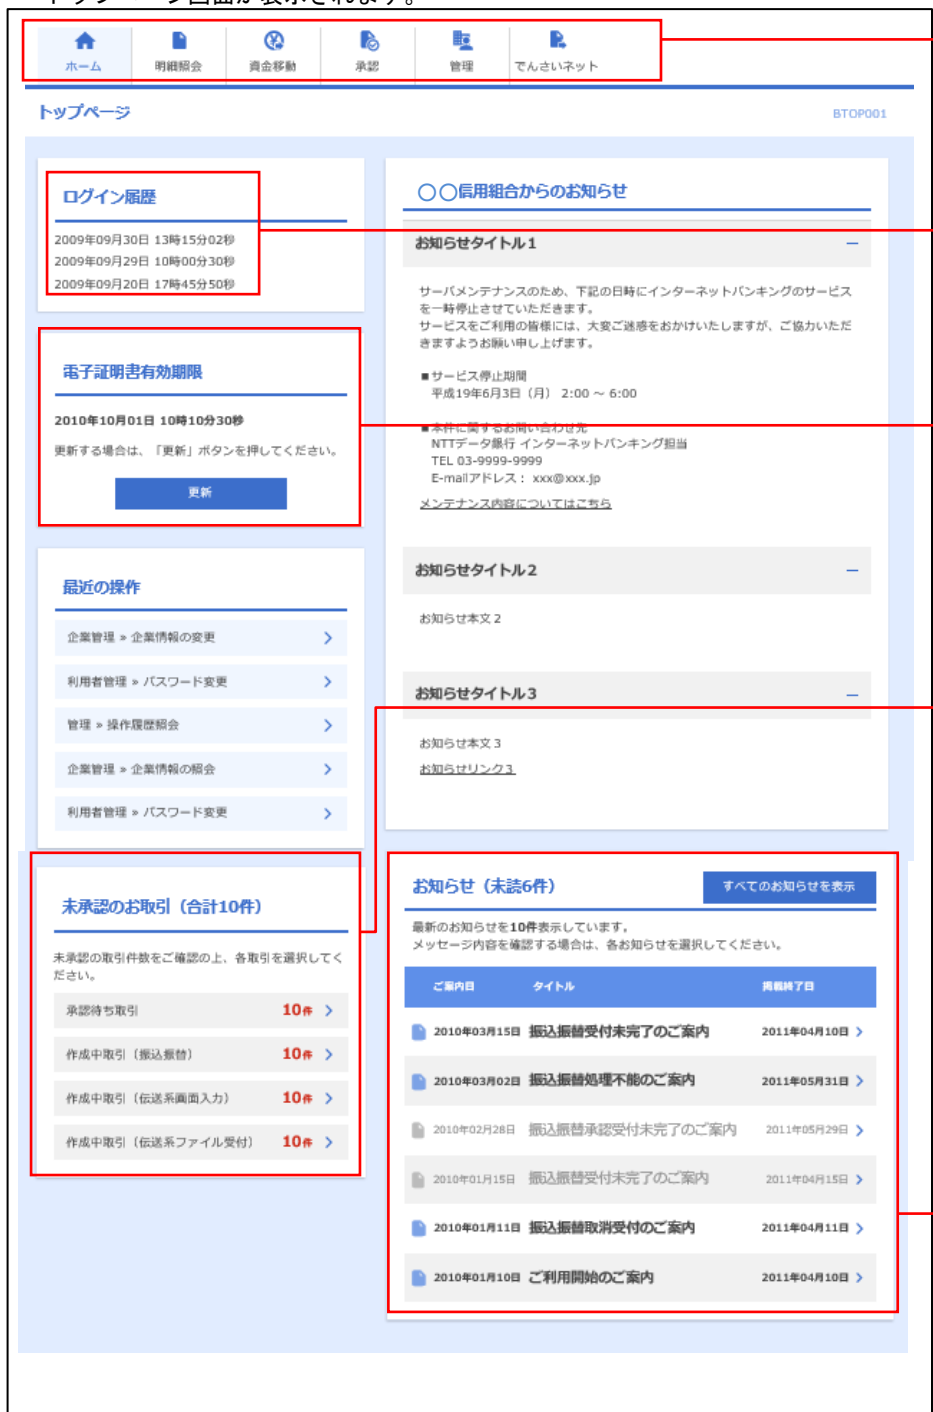 トップページ画面が表示されます。
ホーム
明細照会
資金移動
承認
管理
でんさいネット
トップページ
BTOP001
ログイン履歴
2009年09月30日 13時15分02秒
2009年09月29日 10時00分30秒
2009年09月20日 17時45分50秒
電子証明書有効期限
2010年10月01日 10時10分30秒
更新する場合は、「更新」ボタンを押してください。
更新
最近の操作
企業管理 » 企業情報の変更
利用者管理 » パスワード変更
管理 » 操作履歴照会
企業管理 » 企業情報の照会
利用者管理 » パスワード変更
未承認のお取引（合計10件）
未承認の取引件数をご確認の上、各取引を選択してく
ださい。
承認待ち取引 10件
作成中取引（振込振替） 10件
作成中取引（伝送系画面入力） 10件
作成中取引（伝送系ファイル受付） 10件
〇〇信用組合からのお知らせ
お知らせタイトル1
サーバメンテナンスのため、下記の日時にインターネットバンキングのサービス
を一時停止させていただきます。
サービスをご利用の皆様には、大変ご迷惑をおかけいたしますが、ご協力いただ
きますようお願い申し上げます。
■サービス停止期間
平成19年6月3日（月） 2:00 ～ 6:00
■本件に関するお問い合わせ先
NTTデータ銀行 インターネットバンキング担当
TEL 03-9999-9999
E-mailアドレス： xxx@xxx.jp
メンテナンス内容についてはこちら
お知らせタイトル2
お知らせ本文2
お知らせタイトル3
お知らせ本文3
お知らせリンク3
お知らせ（未読6件）
すべてのお知らせを表示
最新のお知らせを10件表示しています。
メッセージ内容を確認する場合は、各お知らせを選択してください。
ご案内日 タイトル 掲載終了日
2010年03月15日 振込振替受付未完了のご案内 2011年04月10日
2010年03月02日 振込振替処理不能のご案内 2011年05月31日
2010年02月28日 振込振替承認受付未完了のご案内 2011年05月29日
2010年01月15日 振込振替受付未完了のご案内 2011年04月15日
2010年01月11日 振込振替取消受付のご案内 2011年04月11日
2010年01月10日 ご利用開始のご案内 2011年04月10日